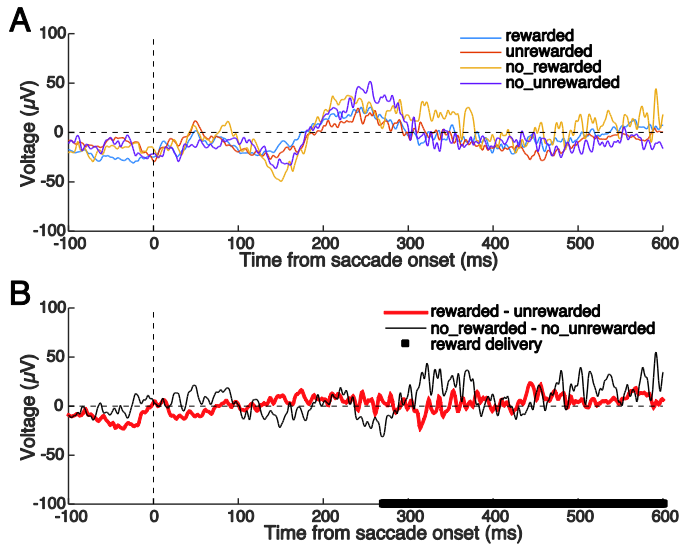 A
100
50
0
-50
-100
Voltage (µV)
rewarded
unrewarded
no_rewarded
no_unrewarded
-100 0 100 200 300 400 500 600
Time from saccade onset (ms)
B
100
50
0
-50
-100
Voltage (µV)
rewarded - unrewarded
no_rewarded - no_unrewarded
reward delivery
-100 0 100 200 300 400 500 600
Time from saccade onset (ms)